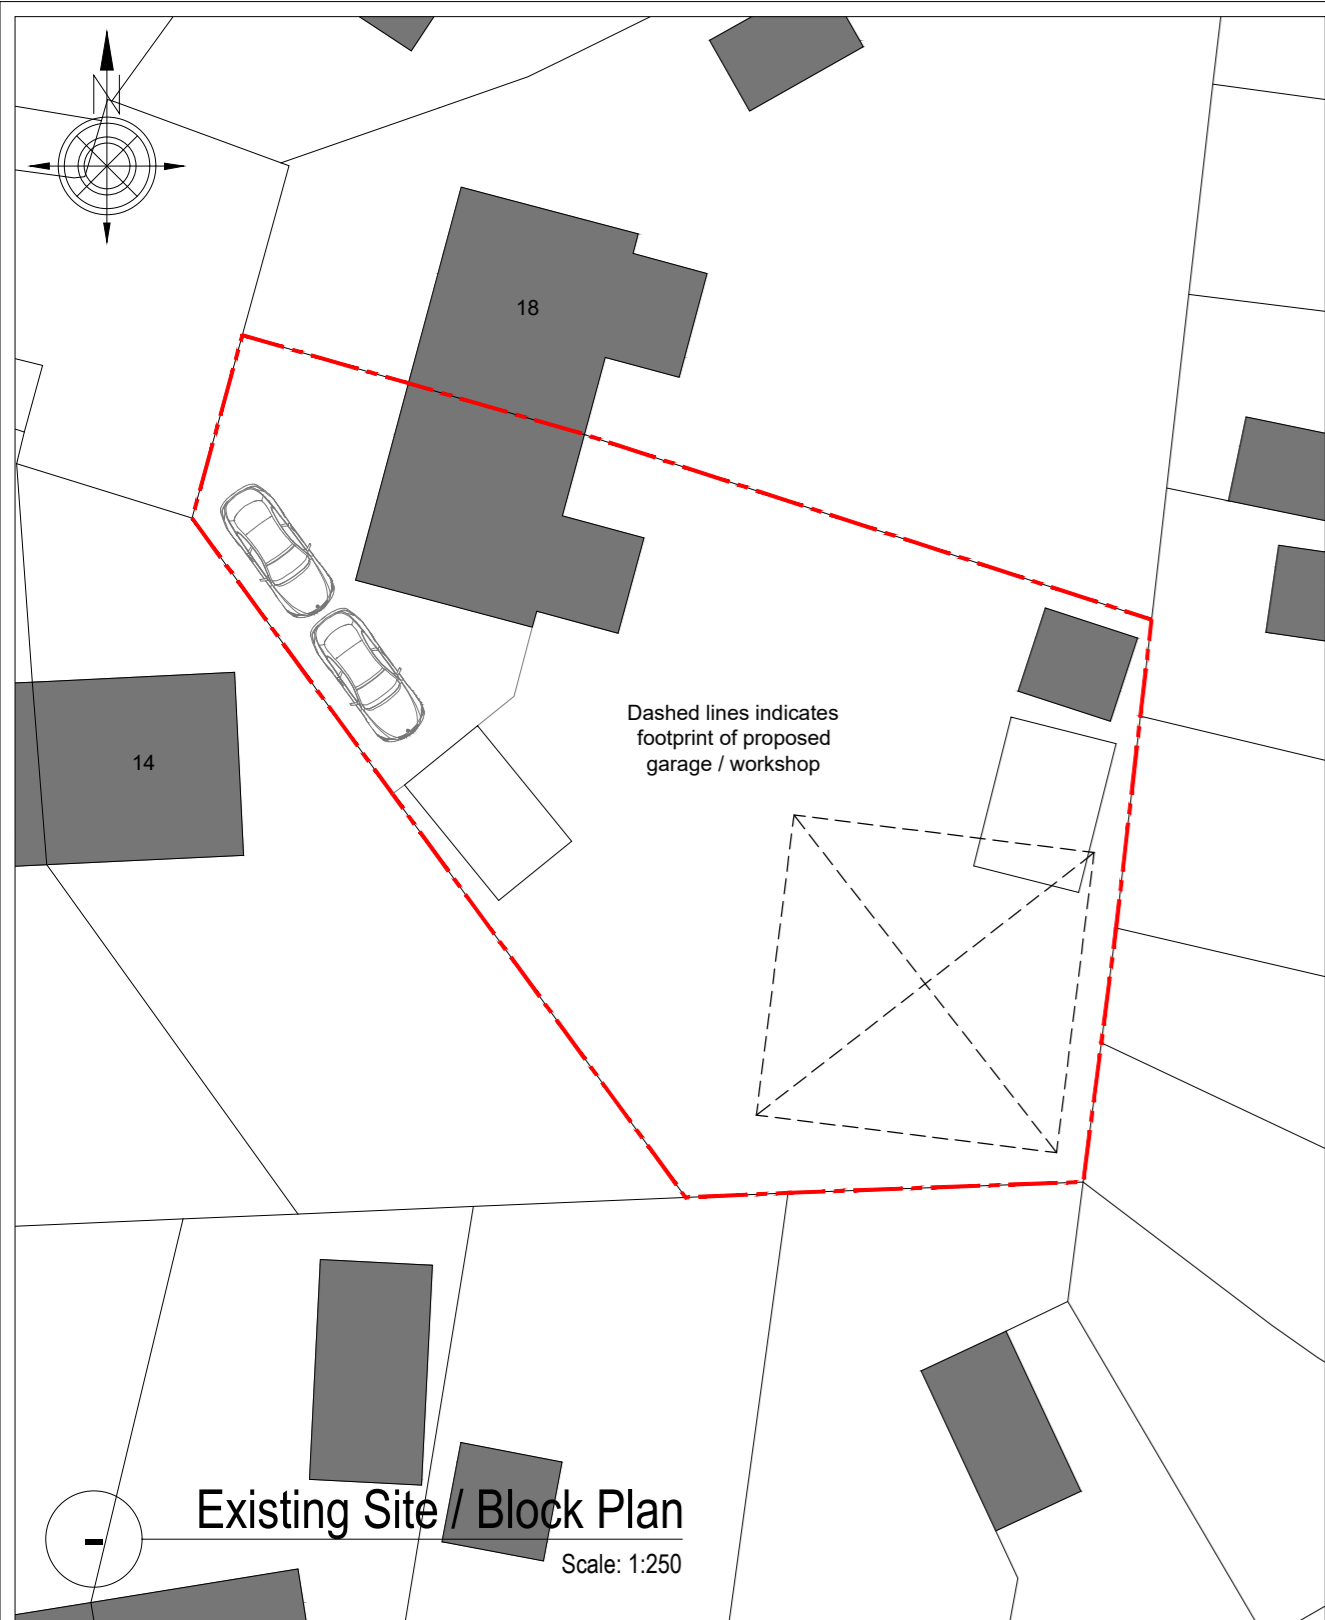 N
18
Dashed lines indicates
footprint of proposed
garage / workshop
14
Existing Site / Block Plan
-
Scale: 1:250